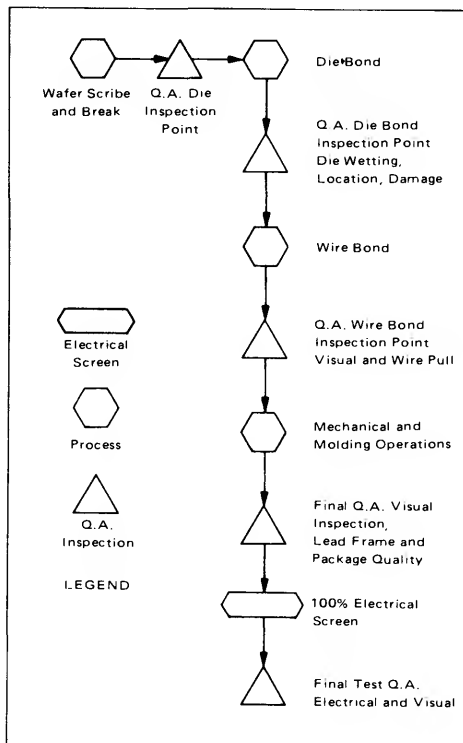 Wafer Scribe
and Break
Q.A. Die
Inspection
Point
Die Bond
Q.A. Die Bond
Inspection Point
Die Wetting,
Location, Damage
Wire Bond
Q.A. Wire Bond
Inspection Point
Visual and Wire Pull
Mechanical and
Molding Operations
Final Q.A. Visual
Inspection,
Lead Frame and
Package Quality
100% Electrical
Screen
Final Test Q.A.
Electrical and Visual
Electrical
Screen
Process
Q.A.
Inspection
LEGEND